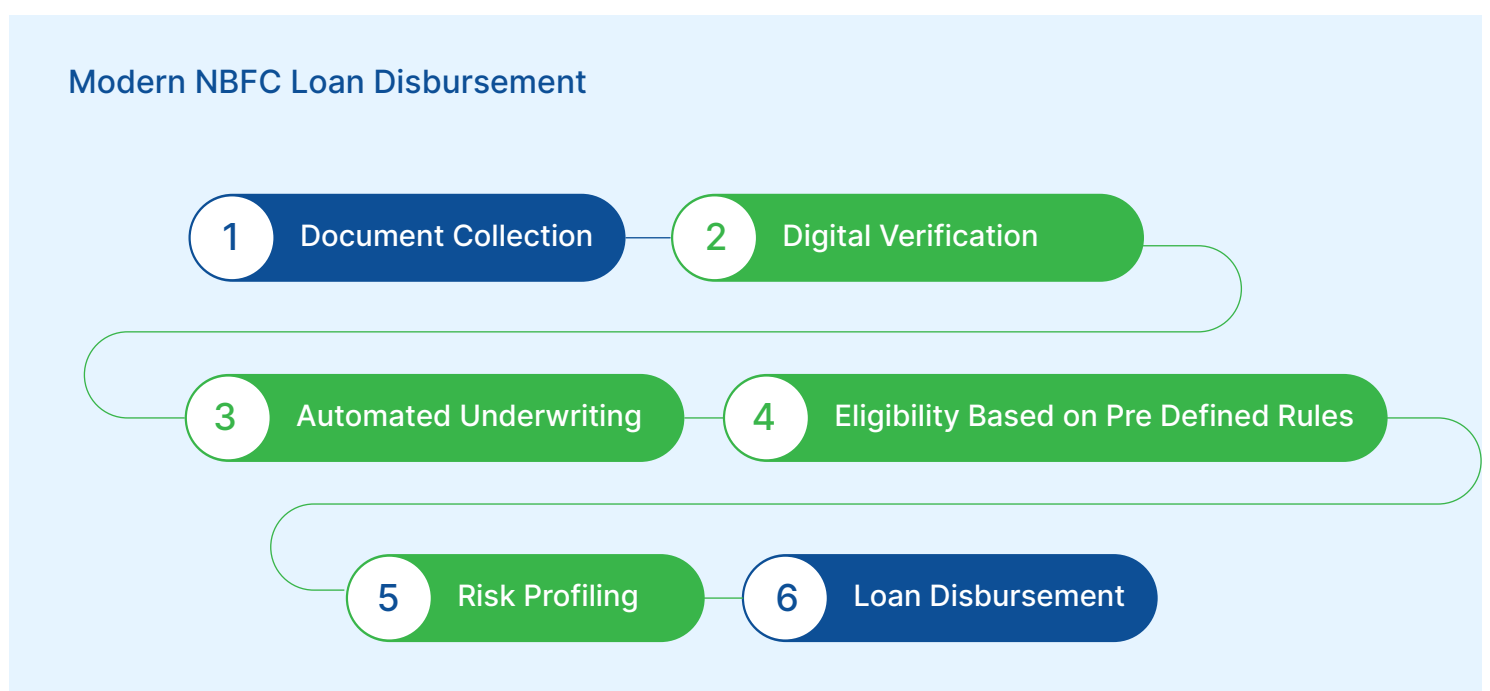 Modern NBFC Loan Disbursement
1 Document Collection
2 Digital Verification
3 Automated Underwriting
4 Eligibility Based on Pre Defined Rules
5 Risk Profiling
6 Loan Disbursement